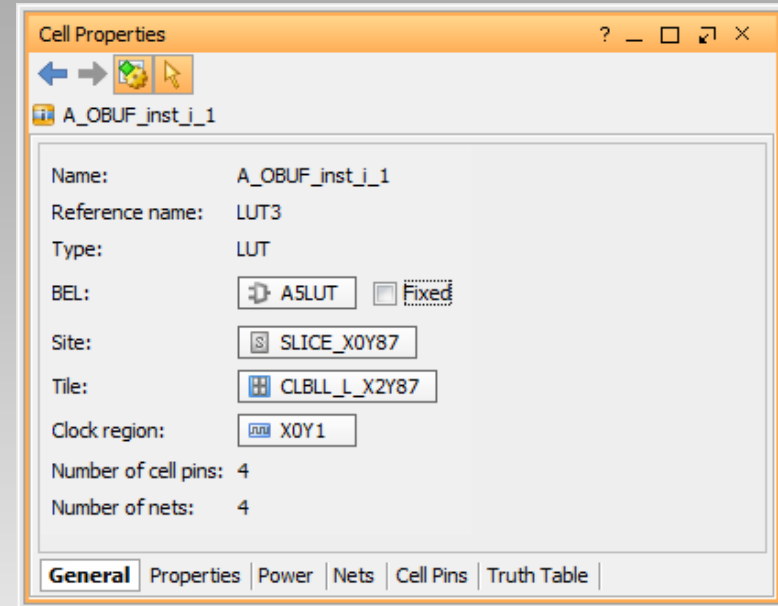 Cell Properties
A_OBUF_inst_i_1
Name: A_OBUF_inst_i_1
Reference name: LUT3
Type: LUT
BEL: A5LUT Fixed
Site: S SLICE_X0Y87
Tile: CLBLL_L_X2Y87
Clock region: X0Y1
Number of cell pins: 4
Number of nets: 4
General Properties Power Nets Cell Pins Truth Table